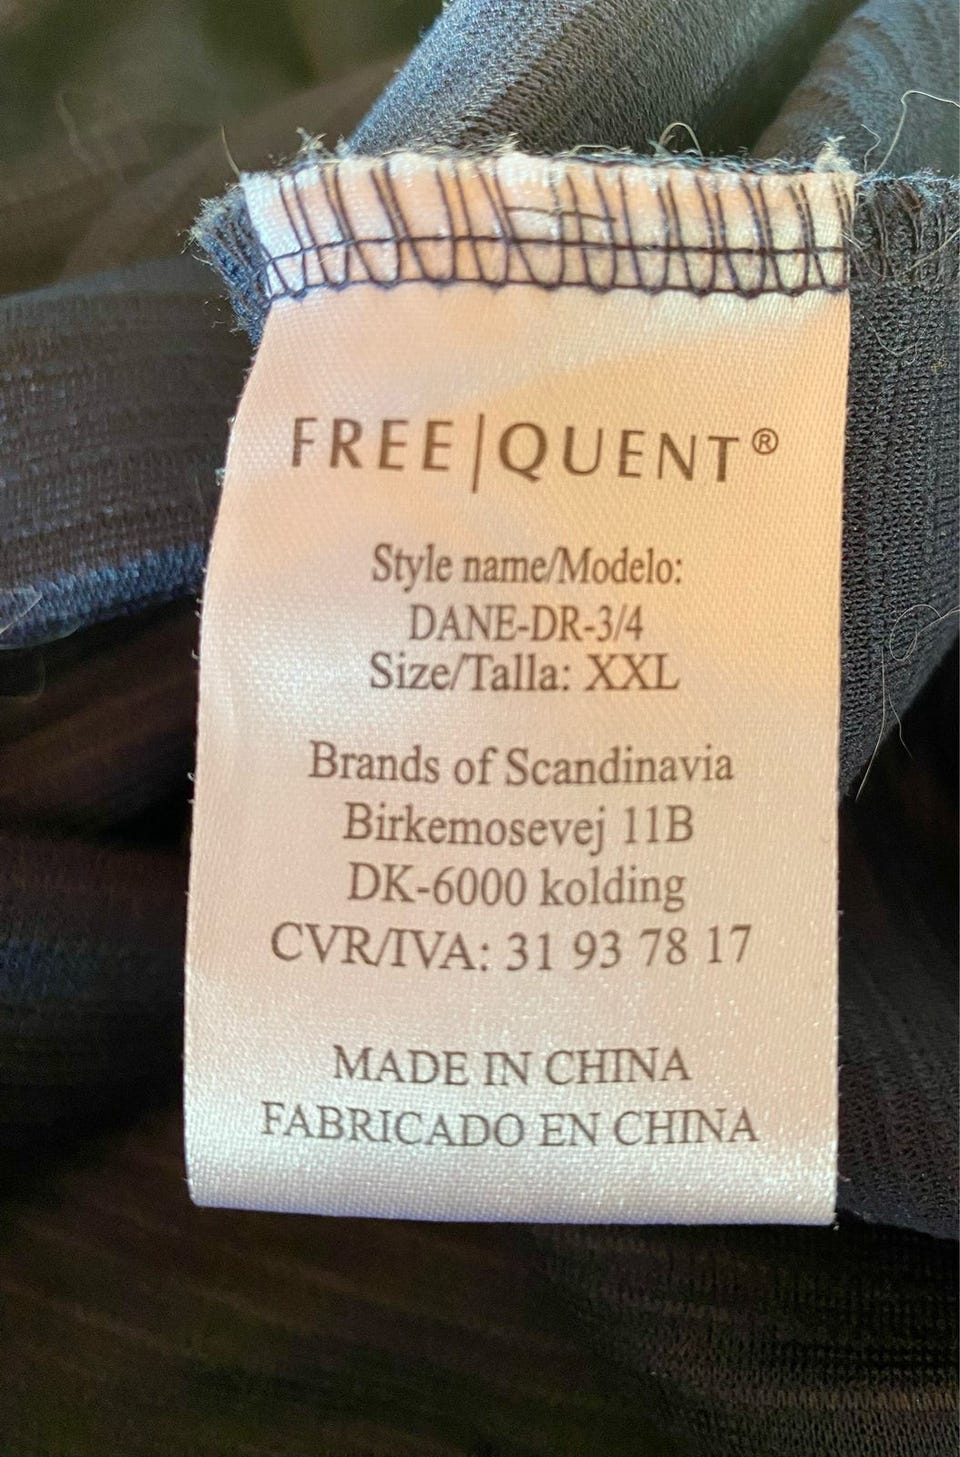 FREE|QUENT®
Style name/Modelo:
DANE-DR-3/4
Size/Talla: XXL
Brands of Scandinavia
Birkemosevej 11B
DK-6000 kolding
CVR/IVA: 31 93 78 17
MADE IN CHINA
FABRICADO EN CHINA